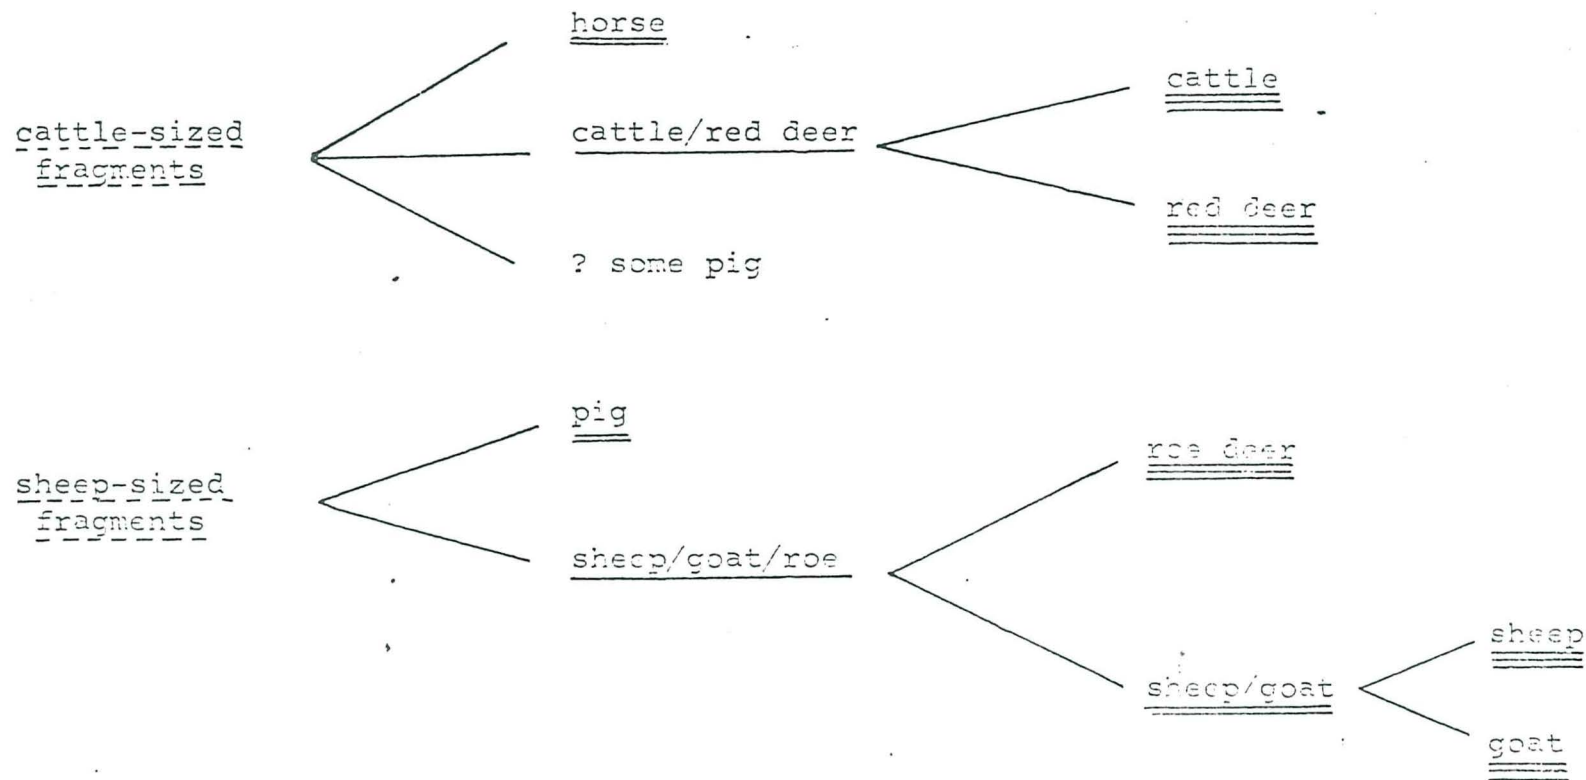 horse
cattle-sized
fragments
cattle/red deer
cattle
red deer
? some pig
pig
sheep-sized
fragments
sheep/goat/roe
roe deer
sheep/goat
sheep
goat